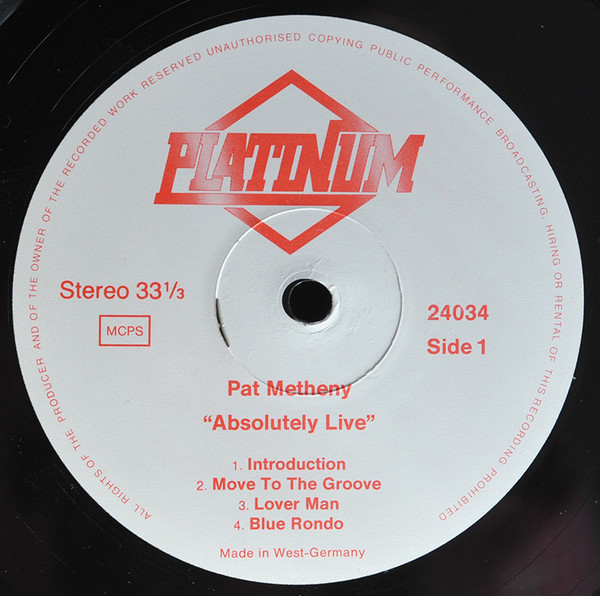 ALL RIGHTS OF THE PRODUCER AND OF THE OWNER OF THE RECORDED WORK RESERVED UNAUTHORISED COPYING PUBLIC PERFORMANCE BROADCASTING, HIRING OR RENTAL OF THIS RECORDING PROHIBITED
PLATINUM
Stereo 33 1/3
MCPS
24034
Side 1
Pat Metheny
“Absolutely Live”
1. Introduction
2. Move To The Groove
3. Lover Man
4. Blue Rondo
Made in West-Germany